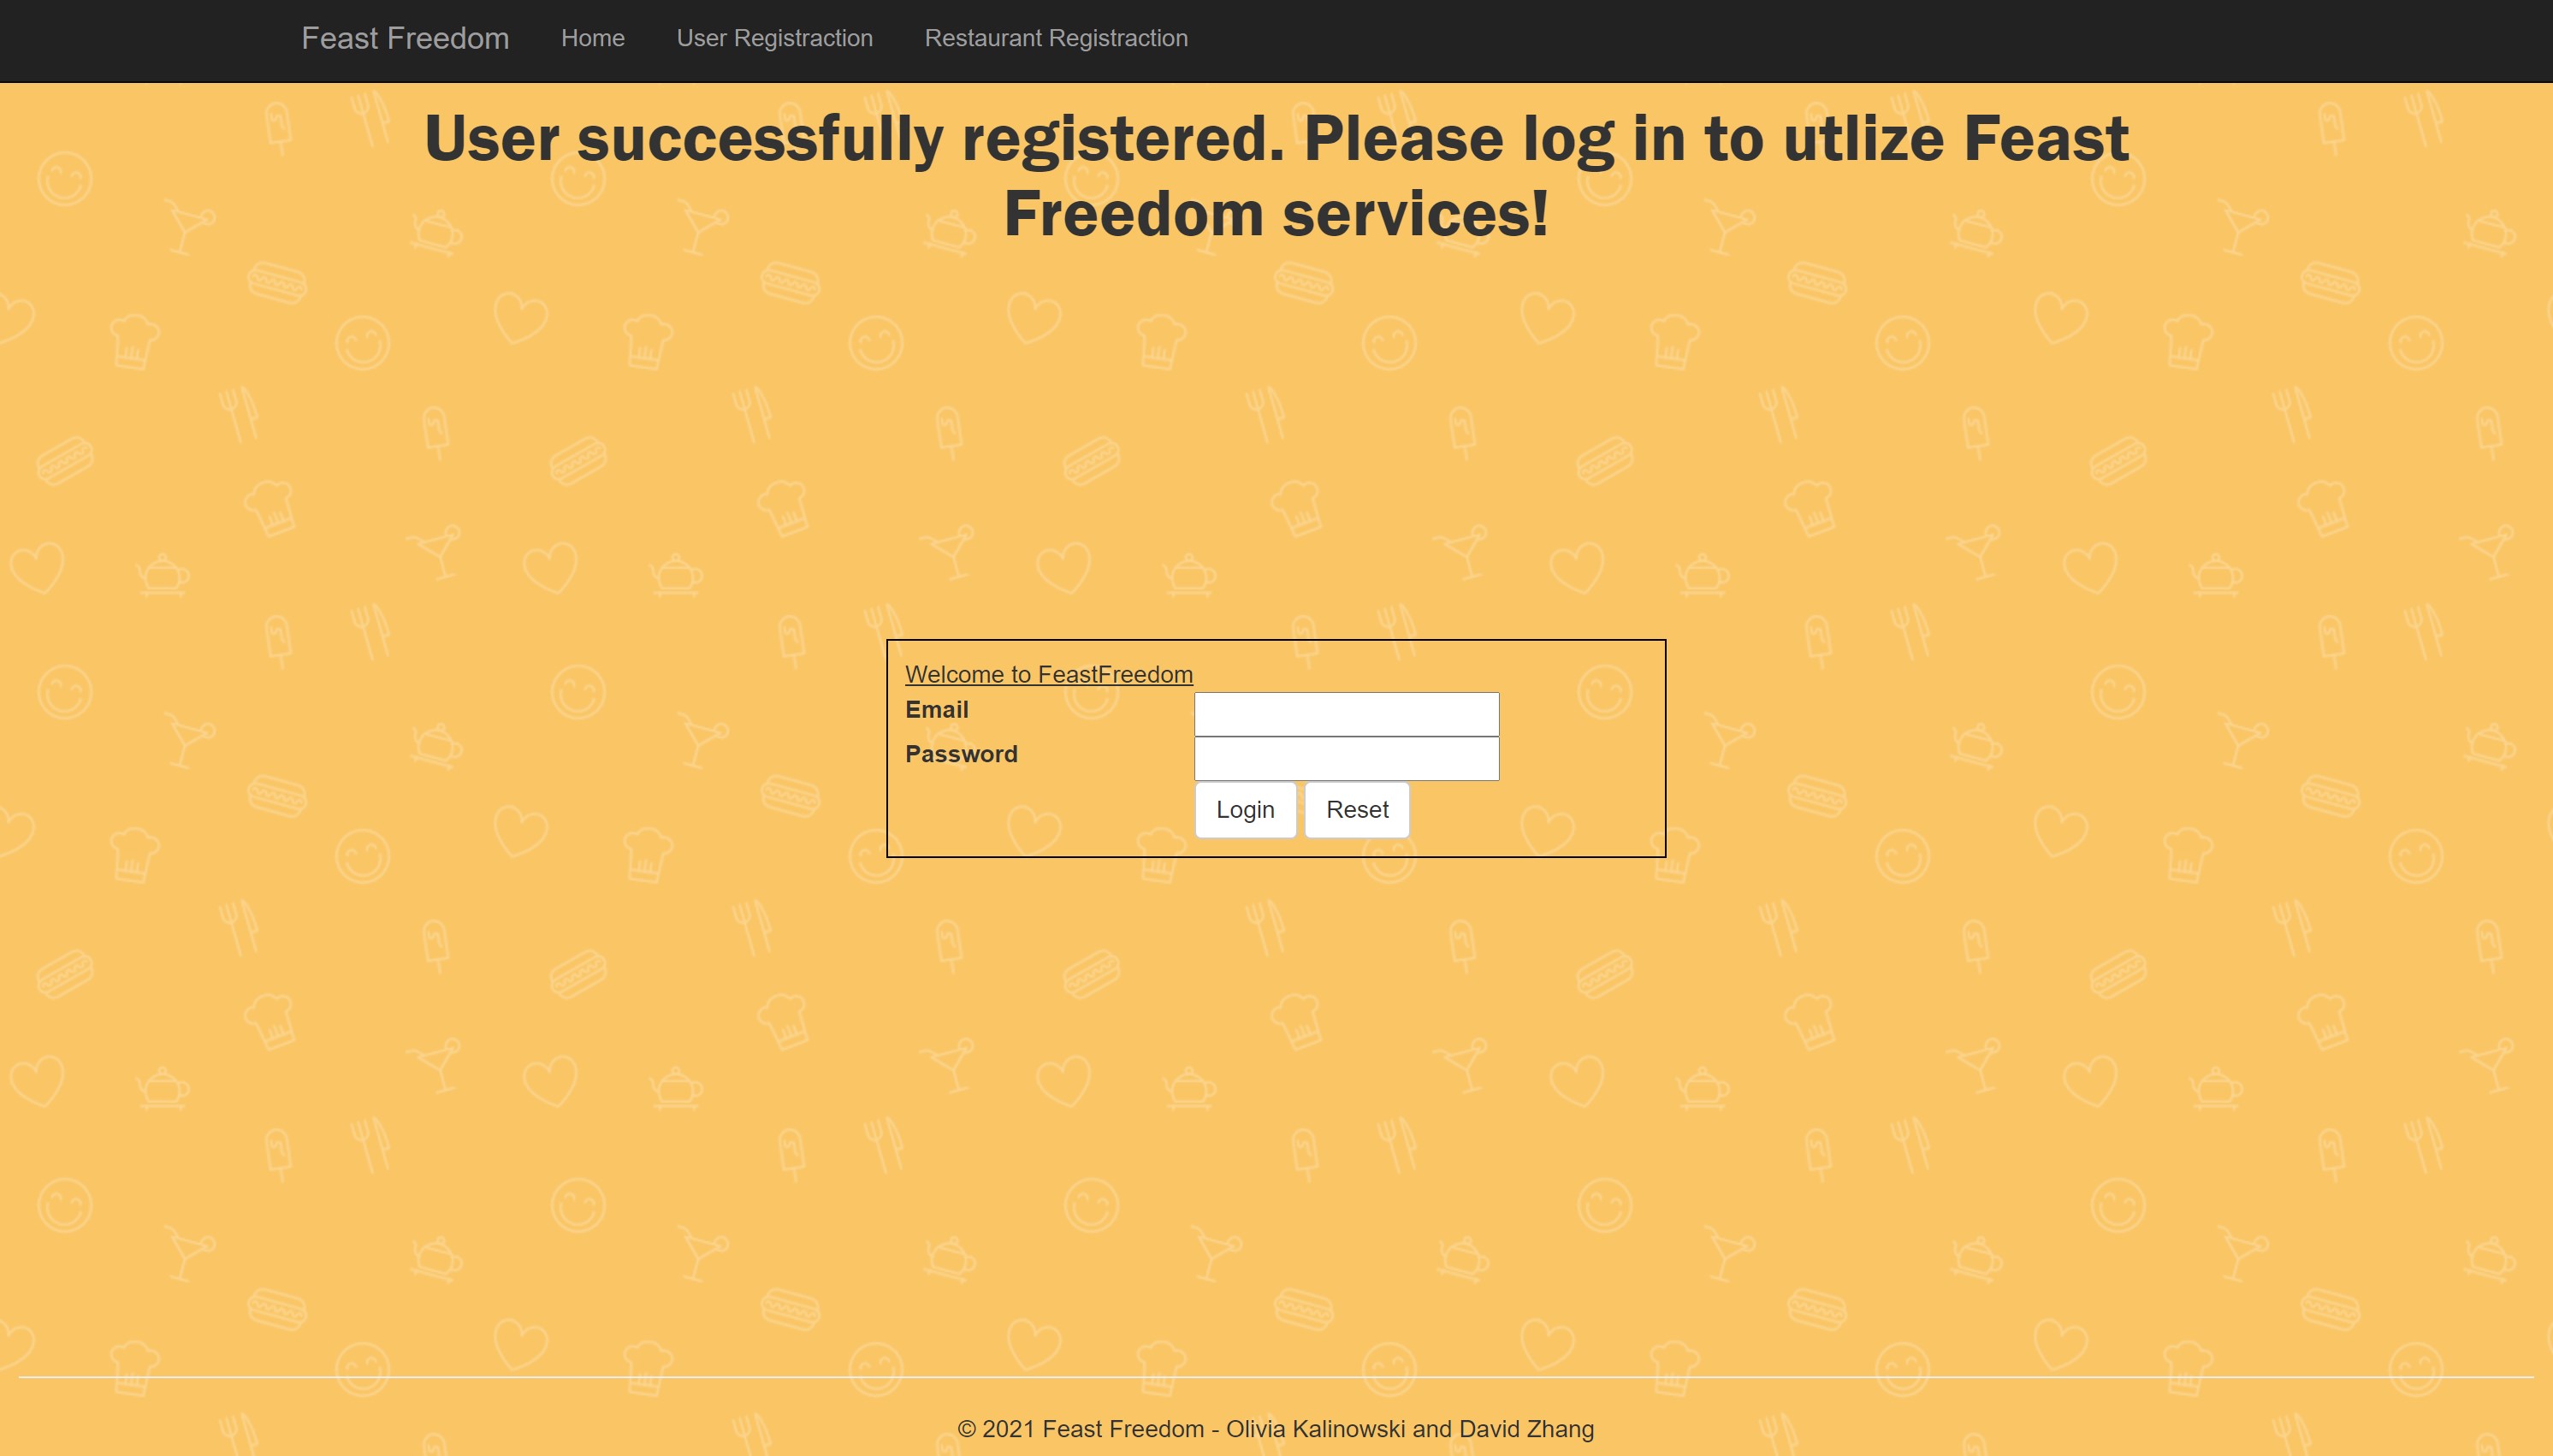 Feast Freedom Home User Registraction Restaurant Registraction
User successfully registered. Please log in to utlize Feast
Freedom services!
Welcome to FeastFreedom
Email
Password
Login Reset
© 2021 Feast Freedom - Olivia Kalinowski and David Zhang